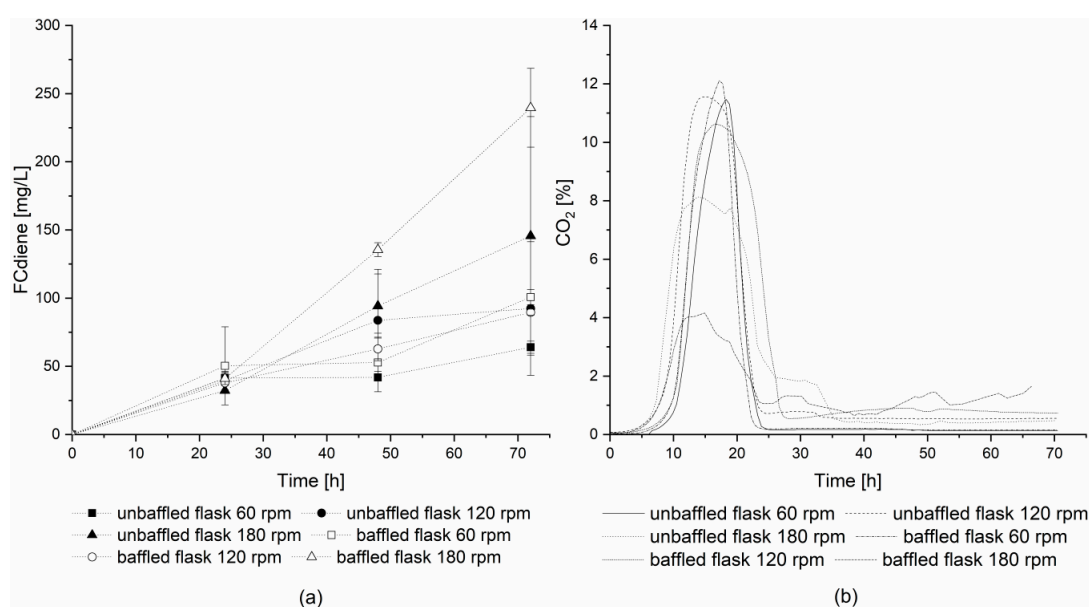 300
250
200
150
100
50
0
FCdiene [mg/L]
0 10 20 30 40 50 60 70
Time [h]
unbaffled flask 60 rpm unbaffled flask 120 rpm
unbaffled flask 180 rpm baffled flask 60 rpm
baffled flask 120 rpm baffled flask 180 rpm
(a)
14
12
10
8
6
4
2
0
CO₂ [%]
0 10 20 30 40 50 60 70
Time [h]
unbaffled flask 60 rpm unbaffled flask 120 rpm
unbaffled flask 180 rpm baffled flask 60 rpm
baffled flask 120 rpm baffled flask 180 rpm
(b)